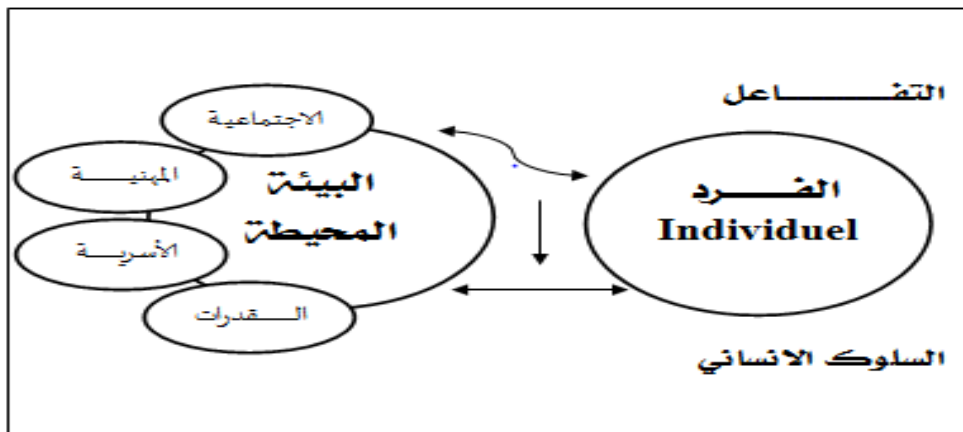 التفاعل
الاجتماعية
المهنية
البيئة
المحيطة
الفرد
Individuel
الأسرية
القدرات
السلوك الانساني